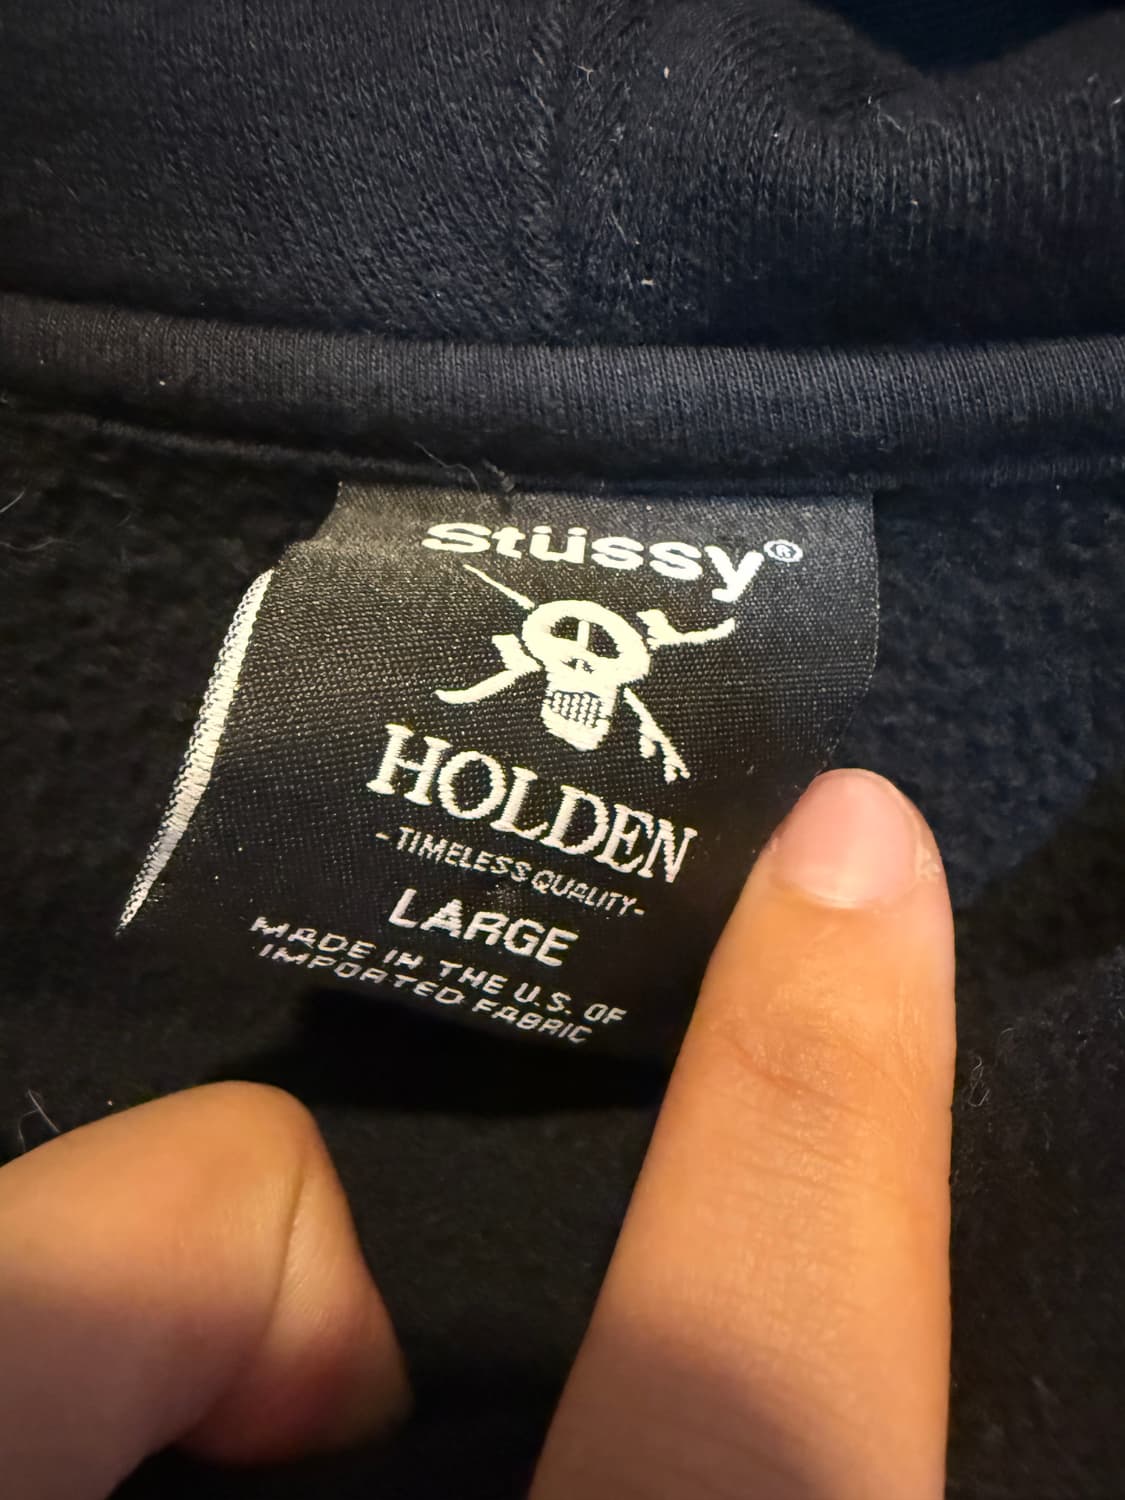 stüssy®
HOLDEN
- TIMELESS QUALITY -
LARGE
MADE IN THE U.S. OF
IMPORTED FABRIC